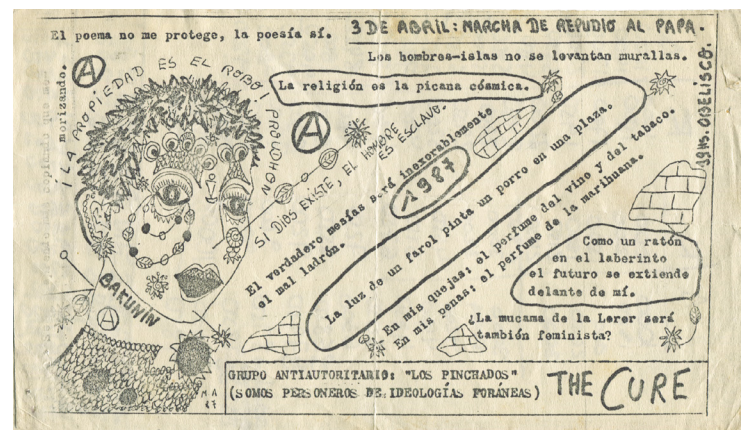 El poema no me protege, la poesía sí.
3 DE ABRIL: MARCHA DE REPUDIO AL PAPA.
19 HS. OBELISCO.
Los hombres-islas no se levantan murallas.
morizando.
¡LA PROPIEDAD ES EL ROBO! PROUDHON
La religión es la picana cósmica.
SI DIOS EXISTE, EL HOMBRE
ES ESCLAVO.
El verdadero mesías será inexorablemente
el mal ladrón.
1987
La luz de un farol pinta un porro en una plaza.
En mis quejas: el perfume del vino y del tabaco.
En mis penas: el perfume de la marihuana.
Como un ratón
en el laberinto
el futuro se extiende
delante de mí.
¿La mucama de la Lerer será
también feminista?
BAKUNIN
GRUPO ANTIAUTORITARIO: "LOS PINCHADOS"
(SOMOS PERSONEROS DE IDEOLOGÍAS FORÁNEAS)
THE CURE